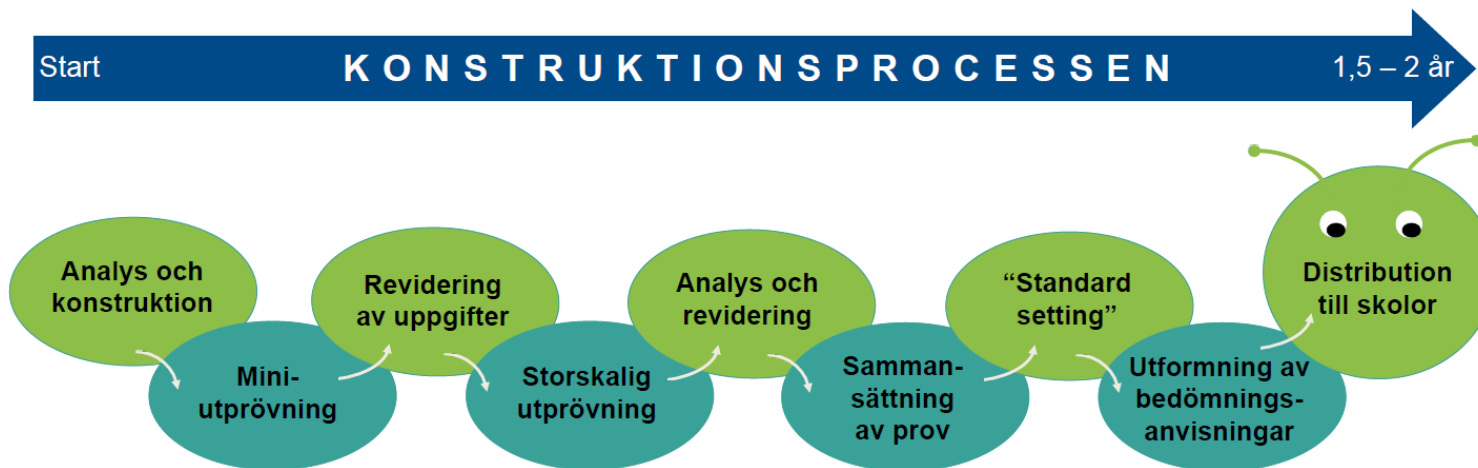 Start
KONSTRUKTIONSPROCESSEN
1,5 – 2 år
Analys och
konstruktion
Mini-
utprövning
Revidering
av uppgifter
Storskalig
utprövning
Analys och
revidering
Samman-
sättning
av prov
“Standard
setting”
Utformning av
bedömnings-
anvisningar
Distribution
till skolor